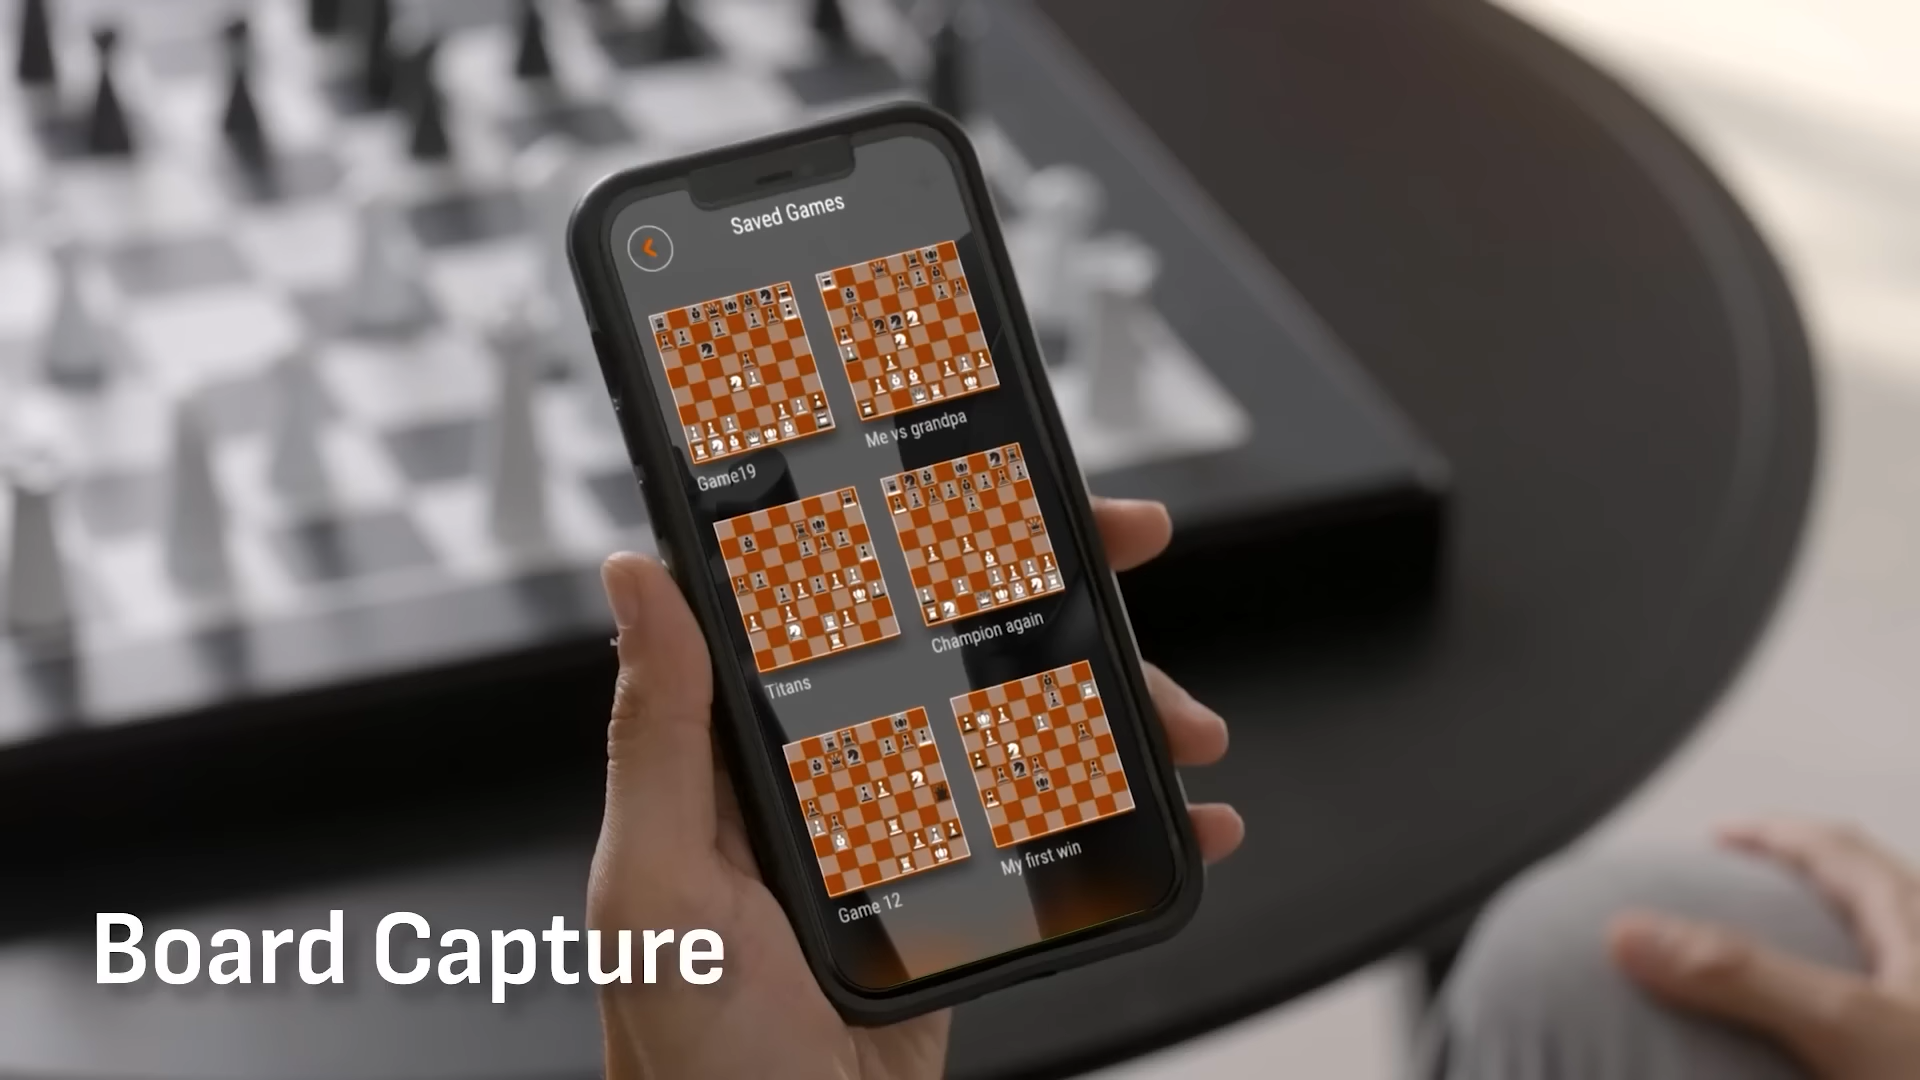 Saved Games
Game19
Me vs grandpa
Titans
Champion again
Game 12
My first win
Board Capture